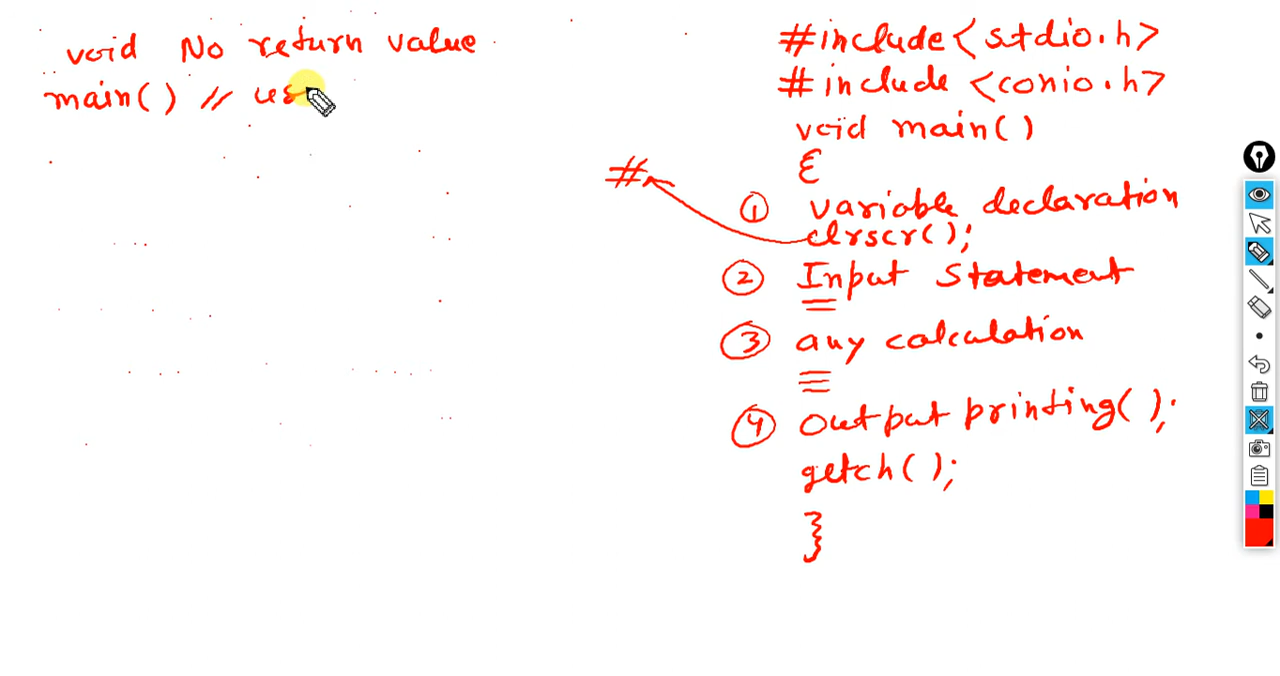 void No return value
main() // us
#include<stdio.h>
#include <conio.h>
void main()
{
#
① variable declaration
clrscr();
② Input Statement
③ any calculation
④ output printing();
getch();
}